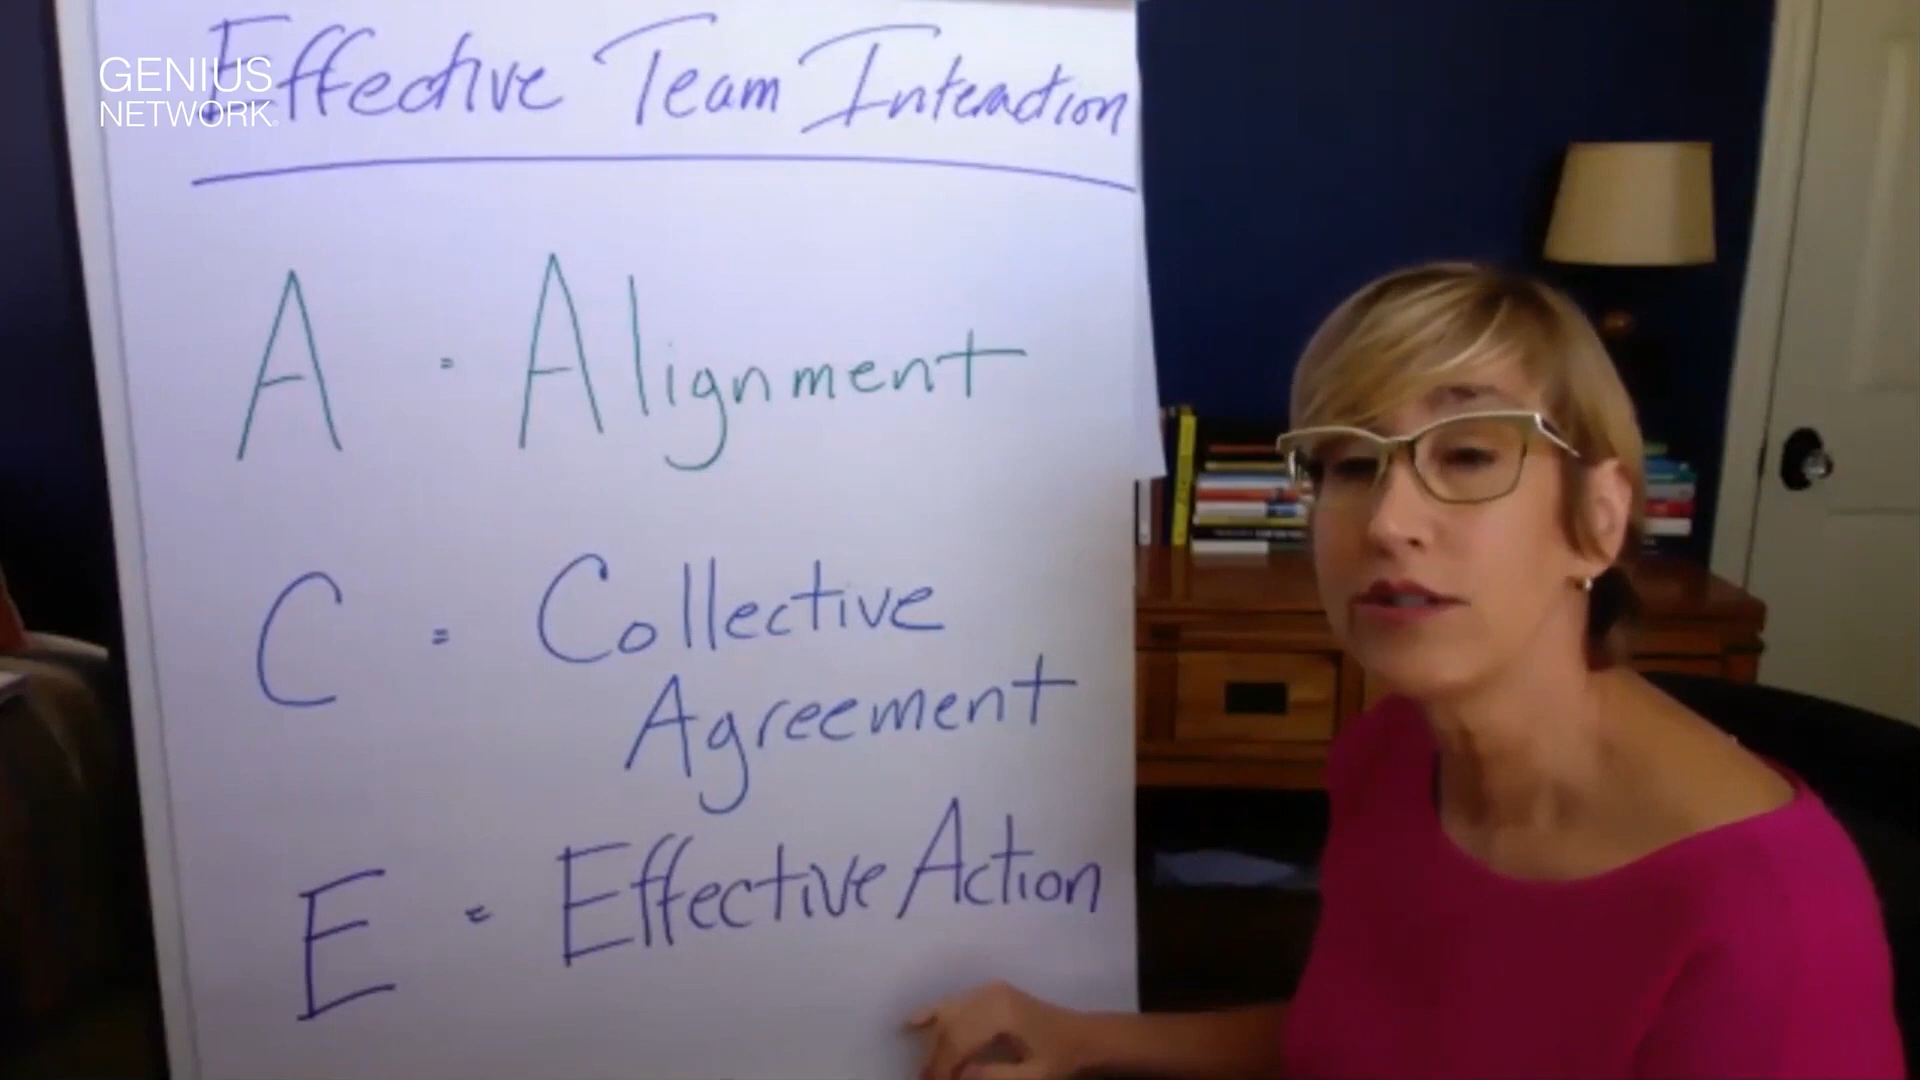 GENIUS
NETWORK
Effective Team Interaction
A = Alignment
C = Collective
Agreement
E = Effective Action